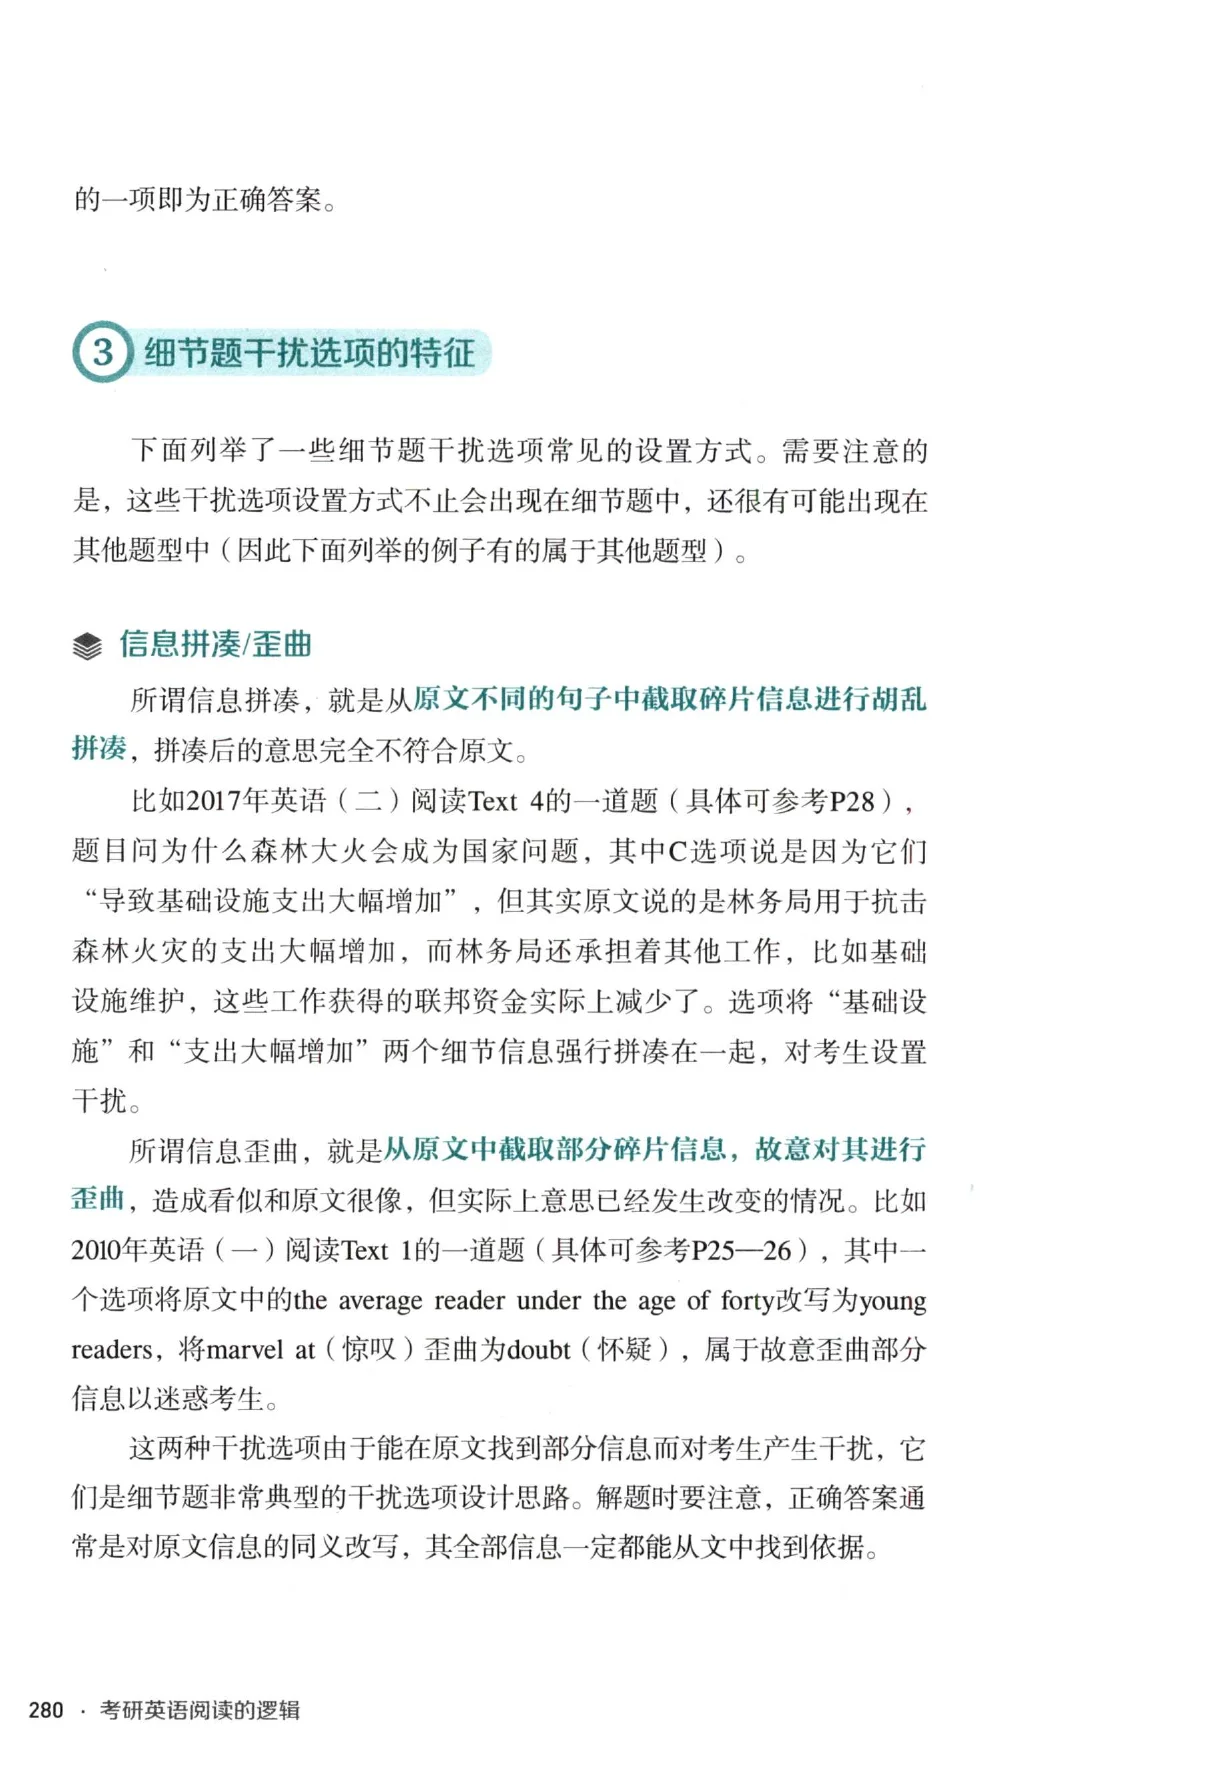 的一项即为正确答案。
3 细节题干扰选项的特征
下面列举了一些细节题干扰选项常见的设置方式。需要注意的
是，这些干扰选项设置方式不止会出现在细节题中，还很有可能出现在
其他题型中（因此下面列举的例子有的属于其他题型）。
信息拼凑/歪曲
所谓信息拼凑，就是从原文不同的句子中截取碎片信息进行胡乱
拼凑，拼凑后的意思完全不符合原文。
比如2017年英语（二）阅读Text 4的一道题（具体可参考P28），
题目问为什么森林大火会成为国家问题，其中C选项说是因为它们
“导致基础设施支出大幅增加”，但其实原文说的是林务局用于抗击
森林火灾的支出大幅增加，而林务局还承担着其他工作，比如基础
设施维护，这些工作获得的联邦资金实际上减少了。选项将“基础设
施”和“支出大幅增加”两个细节信息强行拼凑在一起，对考生设置
干扰。
所谓信息歪曲，就是从原文中截取部分碎片信息，故意对其进行
歪曲，造成看似和原文很像，但实际上意思已经发生改变的情况。比如
2010年英语（一）阅读Text 1的一道题（具体可参考P25—26），其中一
个选项将原文中的the average reader under the age of forty改写为young
readers，将marvel at（惊叹）歪曲为doubt（怀疑），属于故意歪曲部分
信息以迷惑考生。
这两种干扰选项由于能在原文找到部分信息而对考生产生干扰，它
们是细节题非常典型的干扰选项设计思路。解题时要注意，正确答案通
常是对原文信息的同义改写，其全部信息一定都能从文中找到依据。
280 · 考研英语阅读的逻辑